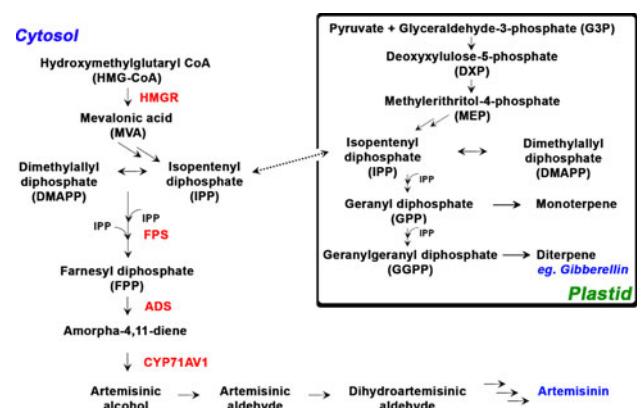 Cytosol
Hydroxymethylglutaryl CoA
(HMG-CoA)
HMGR
Mevalonic acid
(MVA)
Dimethylallyl
diphosphate
(DMAPP)
Isopentenyl
diphosphate
(IPP)
IPP
IPP
FPS
Farnesyl diphosphate
(FPP)
ADS
Amorpha-4,11-diene
CYP71AV1
Artemisinic
alcohol
Artemisinic
aldehyde
Dihydroartemisinic
aldehyde
Artemisinin
Pyruvate + Glyceraldehyde-3-phosphate (G3P)
Deoxyxylulose-5-phosphate
(DXP)
Methylerithritol-4-phosphate
(MEP)
Isopentenyl
diphosphate
(IPP)
Dimethylallyl
diphosphate
(DMAPP)
IPP
Geranyl diphosphate
(GPP)
Monoterpene
IPP
Geranylgeranyl diphosphate
(GGPP)
Diterpene
eg. Gibberellin
Plastid